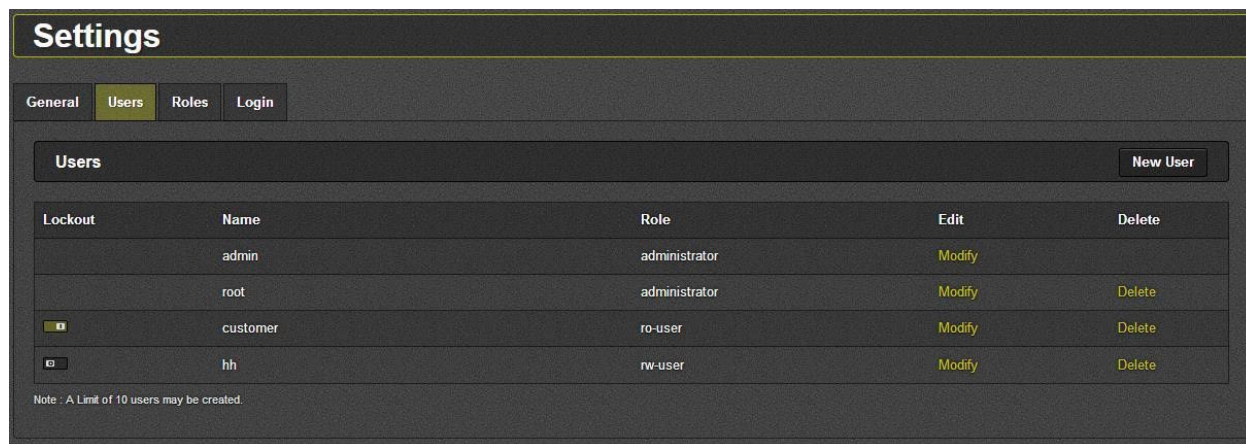 Settings
General Users Roles Login
Users New User
Lockout Name Role Edit Delete
admin administrator Modify
root administrator Modify Delete
customer ro-user Modify Delete
hh rw-user Modify Delete
Note : A Limit of 10 users may be created.